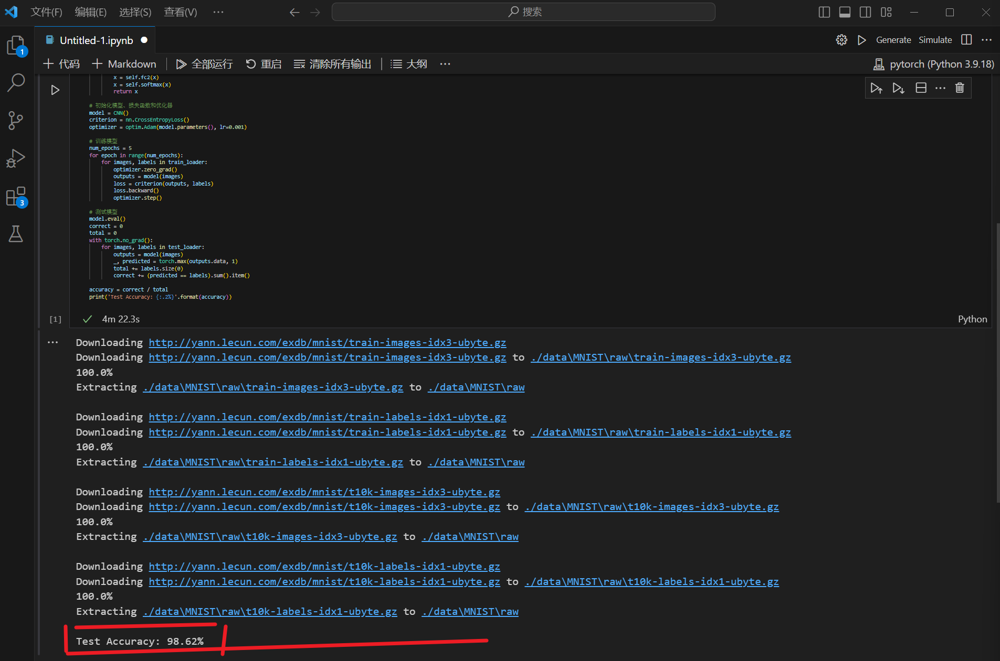 文件(F) 编辑(E) 选择(S) 查看(V) ··· 搜索
1
3
Untitled-1.ipynb
Generate Simulate
代码 Markdown 全部运行 重启 清除所有输出 大纲 ···
pytorch (Python 3.9.18)
x = self.fc2(x)
x = self.softmax(x)
return x
# 初始化模型、损失函数和优化器
model = CNN()
criterion = nn.CrossEntropyLoss()
optimizer = optim.Adam(model.parameters(), lr=0.001)
# 训练模型
num_epochs = 5
for epoch in range(num_epochs):
for images, labels in train_loader:
optimizer.zero_grad()
outputs = model(images)
loss = criterion(outputs, labels)
loss.backward()
optimizer.step()
# 测试模型
model.eval()
correct = 0
total = 0
with torch.no_grad():
for images, labels in test_loader:
outputs = model(images)
_, predicted = torch.max(outputs.data, 1)
total += labels.size(0)
correct += (predicted == labels).sum().item()
accuracy = correct / total
print('Test Accuracy: {:.2%}'.format(accuracy))
[1] 4m 22.3s Python
Downloading http://yann.lecun.com/exdb/mnist/train-images-idx3-ubyte.gz
Downloading http://yann.lecun.com/exdb/mnist/train-images-idx3-ubyte.gz to ./data\MNIST\raw\train-images-idx3-ubyte.gz
100.0%
Extracting ./data\MNIST\raw\train-images-idx3-ubyte.gz to ./data\MNIST\raw
Downloading http://yann.lecun.com/exdb/mnist/train-labels-idx1-ubyte.gz
Downloading http://yann.lecun.com/exdb/mnist/train-labels-idx1-ubyte.gz to ./data\MNIST\raw\train-labels-idx1-ubyte.gz
100.0%
Extracting ./data\MNIST\raw\train-labels-idx1-ubyte.gz to ./data\MNIST\raw
Downloading http://yann.lecun.com/exdb/mnist/t10k-images-idx3-ubyte.gz
Downloading http://yann.lecun.com/exdb/mnist/t10k-images-idx3-ubyte.gz to ./data\MNIST\raw\t10k-images-idx3-ubyte.gz
100.0%
Extracting ./data\MNIST\raw\t10k-images-idx3-ubyte.gz to ./data\MNIST\raw
Downloading http://yann.lecun.com/exdb/mnist/t10k-labels-idx1-ubyte.gz
Downloading http://yann.lecun.com/exdb/mnist/t10k-labels-idx1-ubyte.gz to ./data\MNIST\raw\t10k-labels-idx1-ubyte.gz
100.0%
Extracting ./data\MNIST\raw\t10k-labels-idx1-ubyte.gz to ./data\MNIST\raw
Test Accuracy: 98.62%